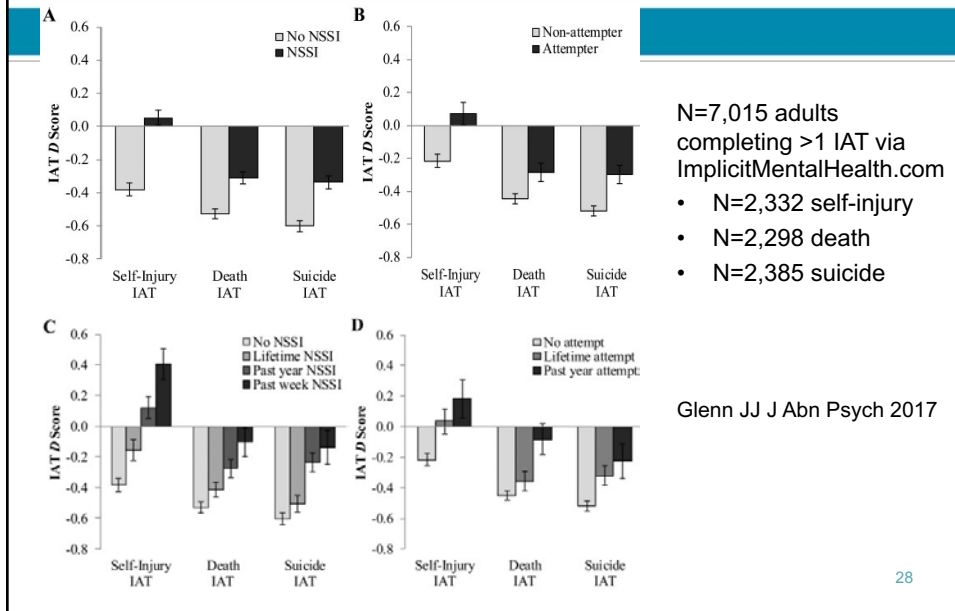 A
0.6
0.4
0.2
0.0
-0.2
-0.4
-0.6
-0.8
IAT D Score
No NSSI
NSSI
Self-Injury IAT
Death IAT
Suicide IAT
B
0.6
0.4
0.2
0.0
-0.2
-0.4
-0.6
-0.8
IAT D Score
Non-attempter
Attempter
Self-Injury IAT
Death IAT
Suicide IAT
N=7,015 adults
completing >1 IAT via
ImplicitMentalHealth.com
• N=2,332 self-injury
• N=2,298 death
• N=2,385 suicide
C
0.6
0.4
0.2
0.0
-0.2
-0.4
-0.6
-0.8
IAT D Score
No NSSI
Lifetime NSSI
Past year NSSI
Past week NSSI
Self-Injury IAT
Death IAT
Suicide IAT
D
0.6
0.4
0.2
0.0
-0.2
-0.4
-0.6
-0.8
IAT D Score
No attempt
Lifetime attempt
Past year attempt
Self-Injury IAT
Death IAT
Suicide IAT
Glenn JJ J Abn Psych 2017
28